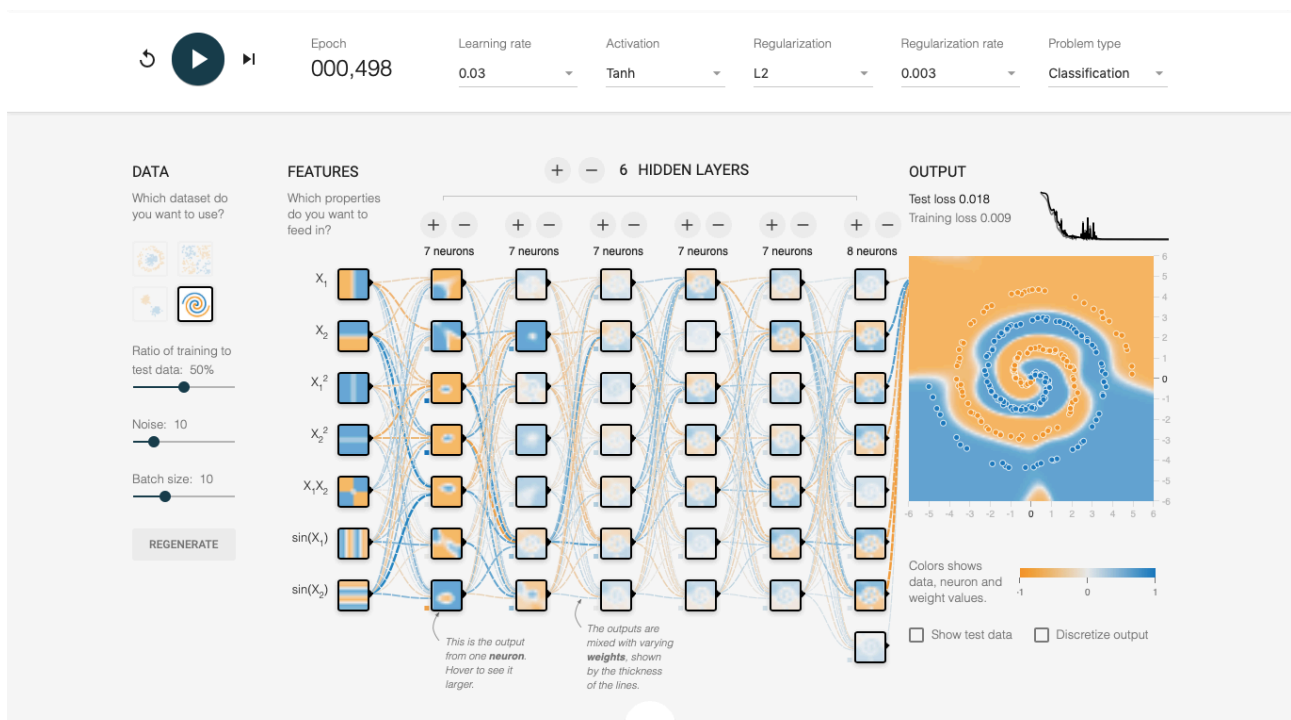 Epoch
000,498
Learning rate
0.03
Activation
Tanh
Regularization
L2
Regularization rate
0.003
Problem type
Classification
DATA
Which dataset do
you want to use?
Ratio of training to
test data: 50%
Noise: 10
Batch size: 10
REGENERATE
FEATURES
Which properties
do you want to
feed in?
X1
X2
X1²
X2²
X1X2
sin(X1)
sin(X2)
+ − 6 HIDDEN LAYERS
+ − + − + − + − + − + −
7 neurons 7 neurons 7 neurons 7 neurons 7 neurons 8 neurons
This is the output
from one neuron.
Hover to see it
larger.
The outputs are
mixed with varying
weights, shown
by the thickness
of the lines.
OUTPUT
Test loss 0.018
Training loss 0.009
6
5
4
3
2
1
0
-1
-2
-3
-4
-5
-6
-6 -5 -4 -3 -2 -1 0 1 2 3 4 5 6
Colors shows
data, neuron and
weight values.
-1 0 1
Show test data
Discretize output